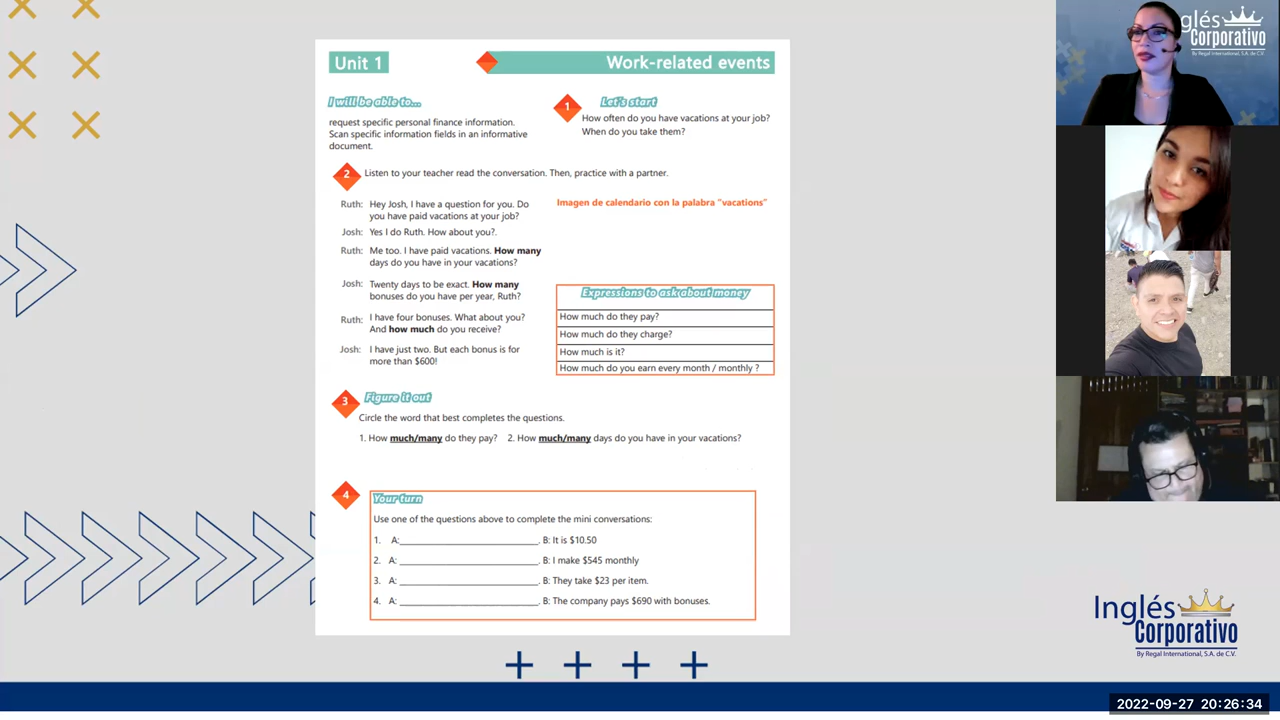 Unit 1
Work-related events
I will be able to...
request specific personal finance information.
Scan specific information fields in an informative
document.
1
Let's start
How often do you have vacations at your job?
When do you take them?
2
Listen to your teacher read the conversation. Then, practice with a partner.
Ruth: Hey Josh, I have a question for you. Do
you have paid vacations at your job?
Josh: Yes I do Ruth. How about you?.
Ruth: Me too. I have paid vacations. How many
days do you have in your vacations?
Josh: Twenty days to be exact. How many
bonuses do you have per year, Ruth?
Ruth: I have four bonuses. What about you?
And how much do you receive?
Josh: I have just two. But each bonus is for
more than $600!
Imagen de calendario con la palabra "vacations"
Expressions to ask about money
How much do they pay?
How much do they charge?
How much is it?
How much do you earn every month / monthly ?
3
Figure it out
Circle the word that best completes the questions.
1. How much/many do they pay? 2. How much/many days do you have in your vacations?
4
Your turn
Use one of the questions above to complete the mini conversations:
1. A:____________________________. B: It is $10.50
2. A: ____________________________. B: I make $545 monthly
3. A: ____________________________. B: They take $23 per item.
4. A: ____________________________. B: The company pays $690 with bonuses.
glés
Corporativo
By Regal International, S.A. de C.V.
Inglés
Corporativo
By Regal International, S.A. de C.V.
2022-09-27 20:26:34